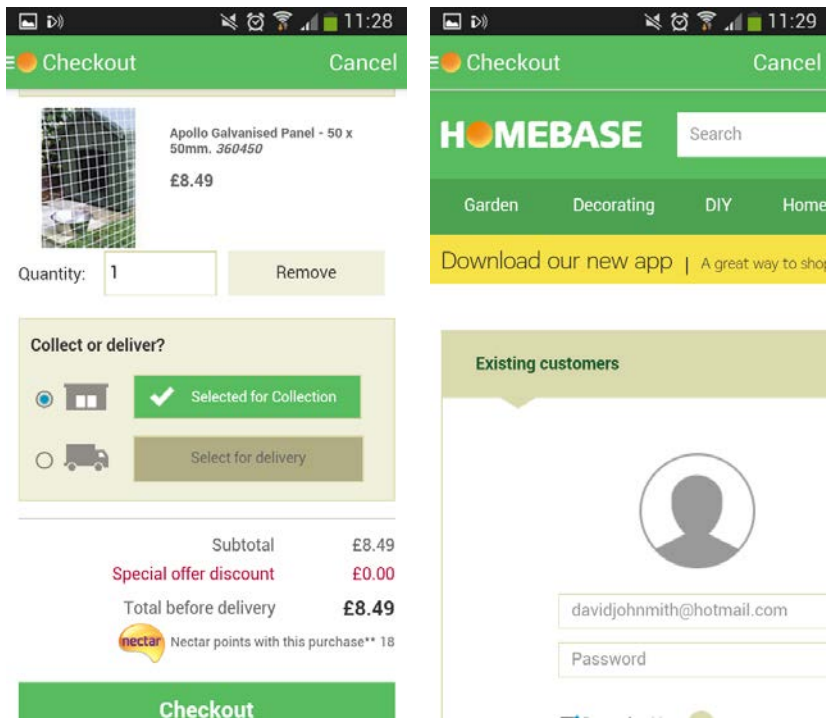 11:28
Checkout Cancel
Apollo Galvanised Panel - 50 x
50mm. 360450
£8.49
Quantity: 1 Remove
Collect or deliver?
Selected for Collection
Select for delivery
Subtotal £8.49
Special offer discount £0.00
Total before delivery £8.49
nectar Nectar points with this purchase** 18
Checkout
11:29
Checkout Cancel
HOMEBASE Search
Garden Decorating DIY Home
Download our new app | A great way to shop
Existing customers
davidjohnmith@hotmail.com
Password